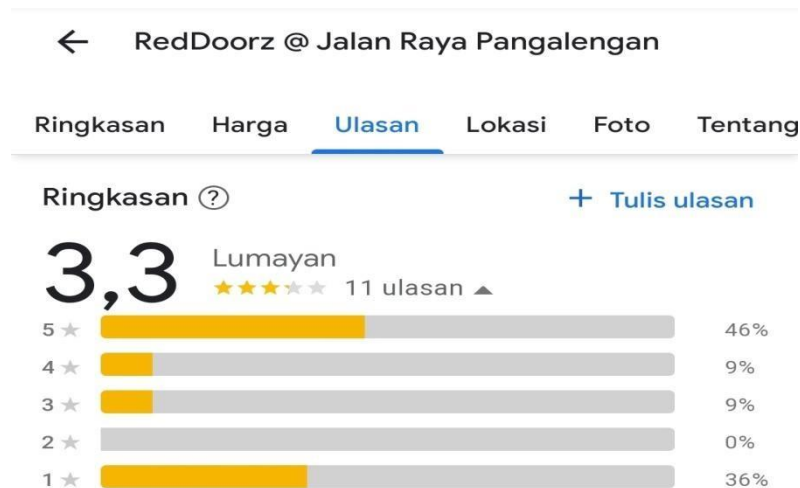 RedDoorz @ Jalan Raya Pangalengan
Ringkasan Harga Ulasan Lokasi Foto Tentang
Ringkasan ? + Tulis ulasan
3,3 Lumayan
11 ulasan
5 46%
4 9%
3 9%
2 0%
1 36%